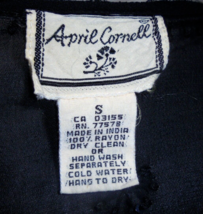 April Cornell
S
CA 03155
RN. 77578
MADE IN INDIA
100% RAYON
DRY CLEAN
OR
HAND WASH
SEPARATELY
COLD WATER
HANG TO DRY.